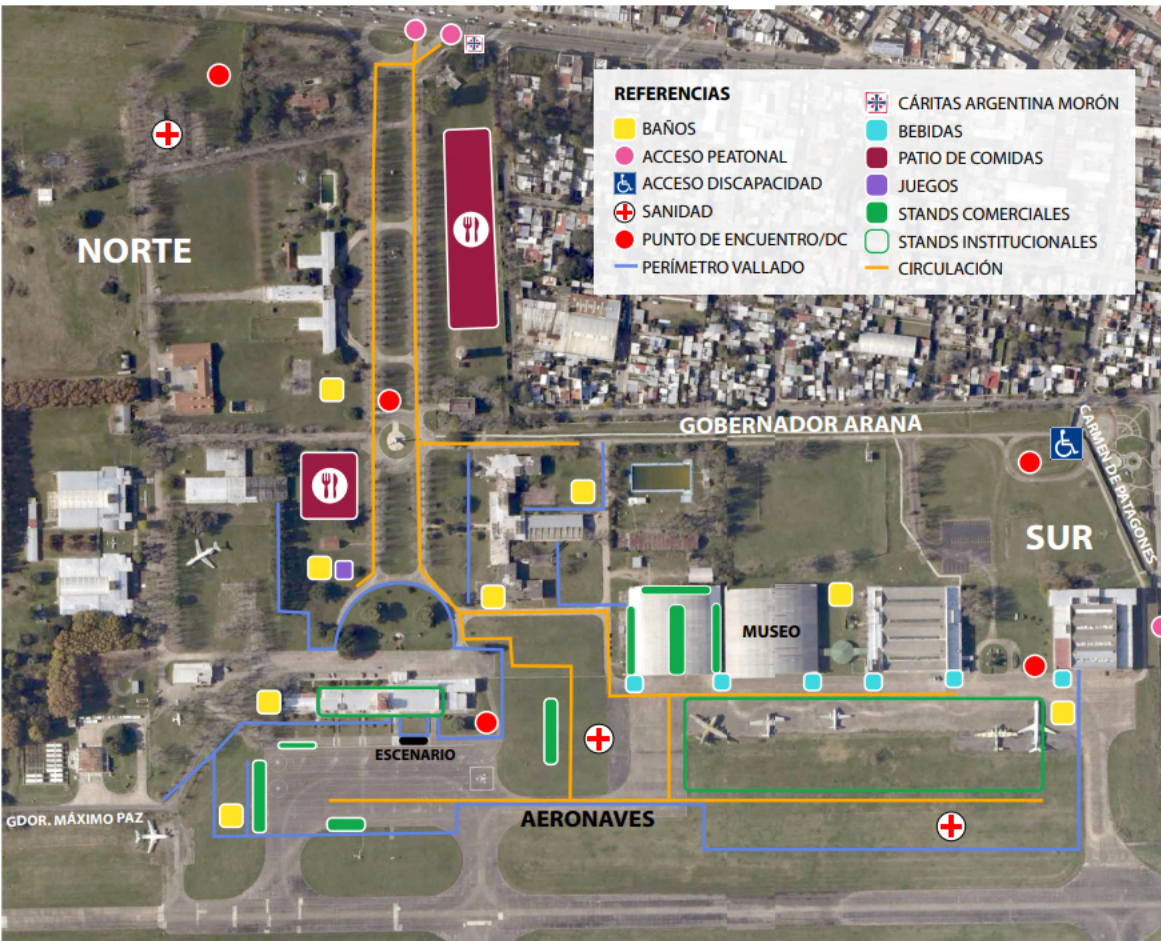 REFERENCIAS
BAÑOS
ACCESO PEATONAL
ACCESO DISCAPACIDAD
SANIDAD
PUNTO DE ENCUENTRO/DC
PERÍMETRO VALLADO
CÁRITAS ARGENTINA MORÓN
BEBIDAS
PATIO DE COMIDAS
JUEGOS
STANDS COMERCIALES
STANDS INSTITUCIONALES
CIRCULACIÓN
NORTE
GOBERNADOR ARANA
CARMEN DE PATAGONES
SUR
MUSEO
ESCENARIO
GDOR. MÁXIMO PAZ
AERONAVES